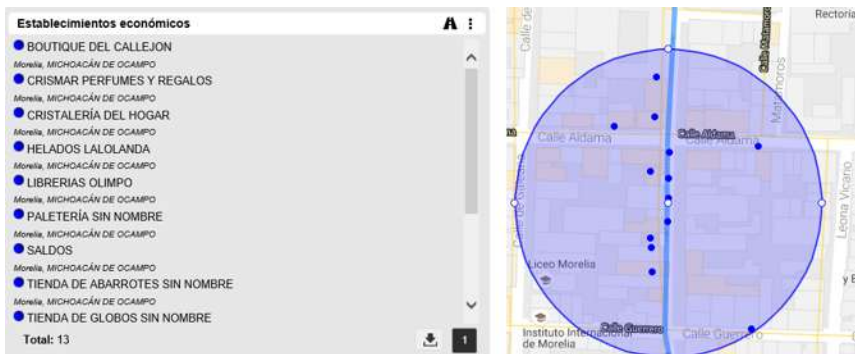 Establecimientos económicos
BOUTIQUE DEL CALLEJON
Morelia, MICHOACÁN DE OCAMPO
CRISMAR PERFUMES Y REGALOS
Morelia, MICHOACÁN DE OCAMPO
CRISTALERÍA DEL HOGAR
Morelia, MICHOACÁN DE OCAMPO
HELADOS LALOLANDA
Morelia, MICHOACÁN DE OCAMPO
LIBRERIAS OLIMPO
Morelia, MICHOACÁN DE OCAMPO
PALETERÍA SIN NOMBRE
Morelia, MICHOACÁN DE OCAMPO
SALDOS
Morelia, MICHOACÁN DE OCAMPO
TIENDA DE ABARROTES SIN NOMBRE
Morelia, MICHOACÁN DE OCAMPO
TIENDA DE GLOBOS SIN NOMBRE
Total: 13
1
Rectoría
Calle de
Calle Matamoros
Matamoros
Calle Aldama
Calle Aldama
Calle Aldama
Leona Vicario
Liceo Morelia
Instituto Internacional
de Morelia
Calle Guerrero
Calle Guerrero